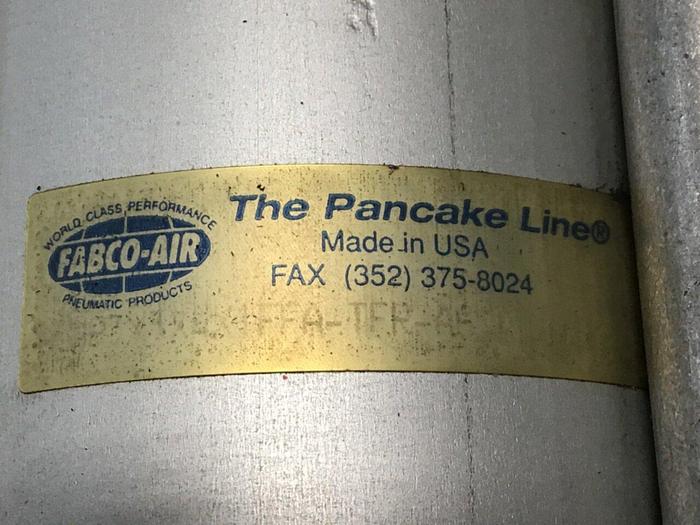 WORLD CLASS PERFORMANCE
FABCO-AIR
PNEUMATIC PRODUCTS
The Pancake Line®
Made in USA
FAX (352) 375-8024